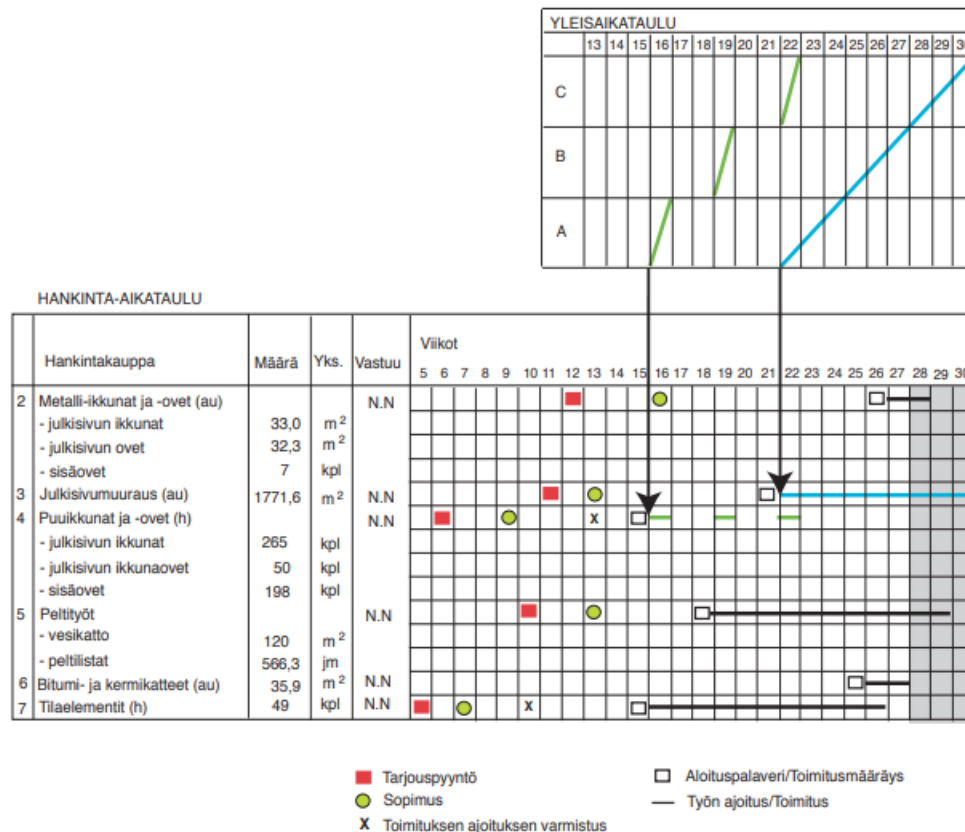 YLEISAIKATAULU
13 14 15 16 17 18 19 20 21 22 23 24 25 26 27 28 29 30
C
B
A
HANKINTA-AIKATAULU
Hankintakauppa Määrä Yks. Vastuu Viikot
5 6 7 8 9 10 11 12 13 14 15 16 17 18 19 20 21 22 23 24 25 26 27 28 29 30
2 Metalli-ikkunat ja -ovet (au) N.N
- julkisivun ikkunat 33,0 m²
- julkisivun ovet 32,3 m²
- sisäovet 7 kpl
3 Julkisivumuuraus (au) 1771,6 m² N.N
4 Puuikkunat ja -ovet (h) N.N X
- julkisivun ikkunat 265 kpl
- julkisivun ikkunaovet 50 kpl
- sisäovet 198 kpl
5 Peltityöt N.N
- vesikatto 120 m²
- peltilistat 566,3 jm
6 Bitumi- ja kermikatteet (au) 35,9 m² N.N
7 Tilaelementit (h) 49 kpl N.N X
Tarjouspyyntö
Sopimus
X Toimituksen ajoituksen varmistus
Aloituspalaveri/Toimitusmääräys
Työn ajoitus/Toimitus